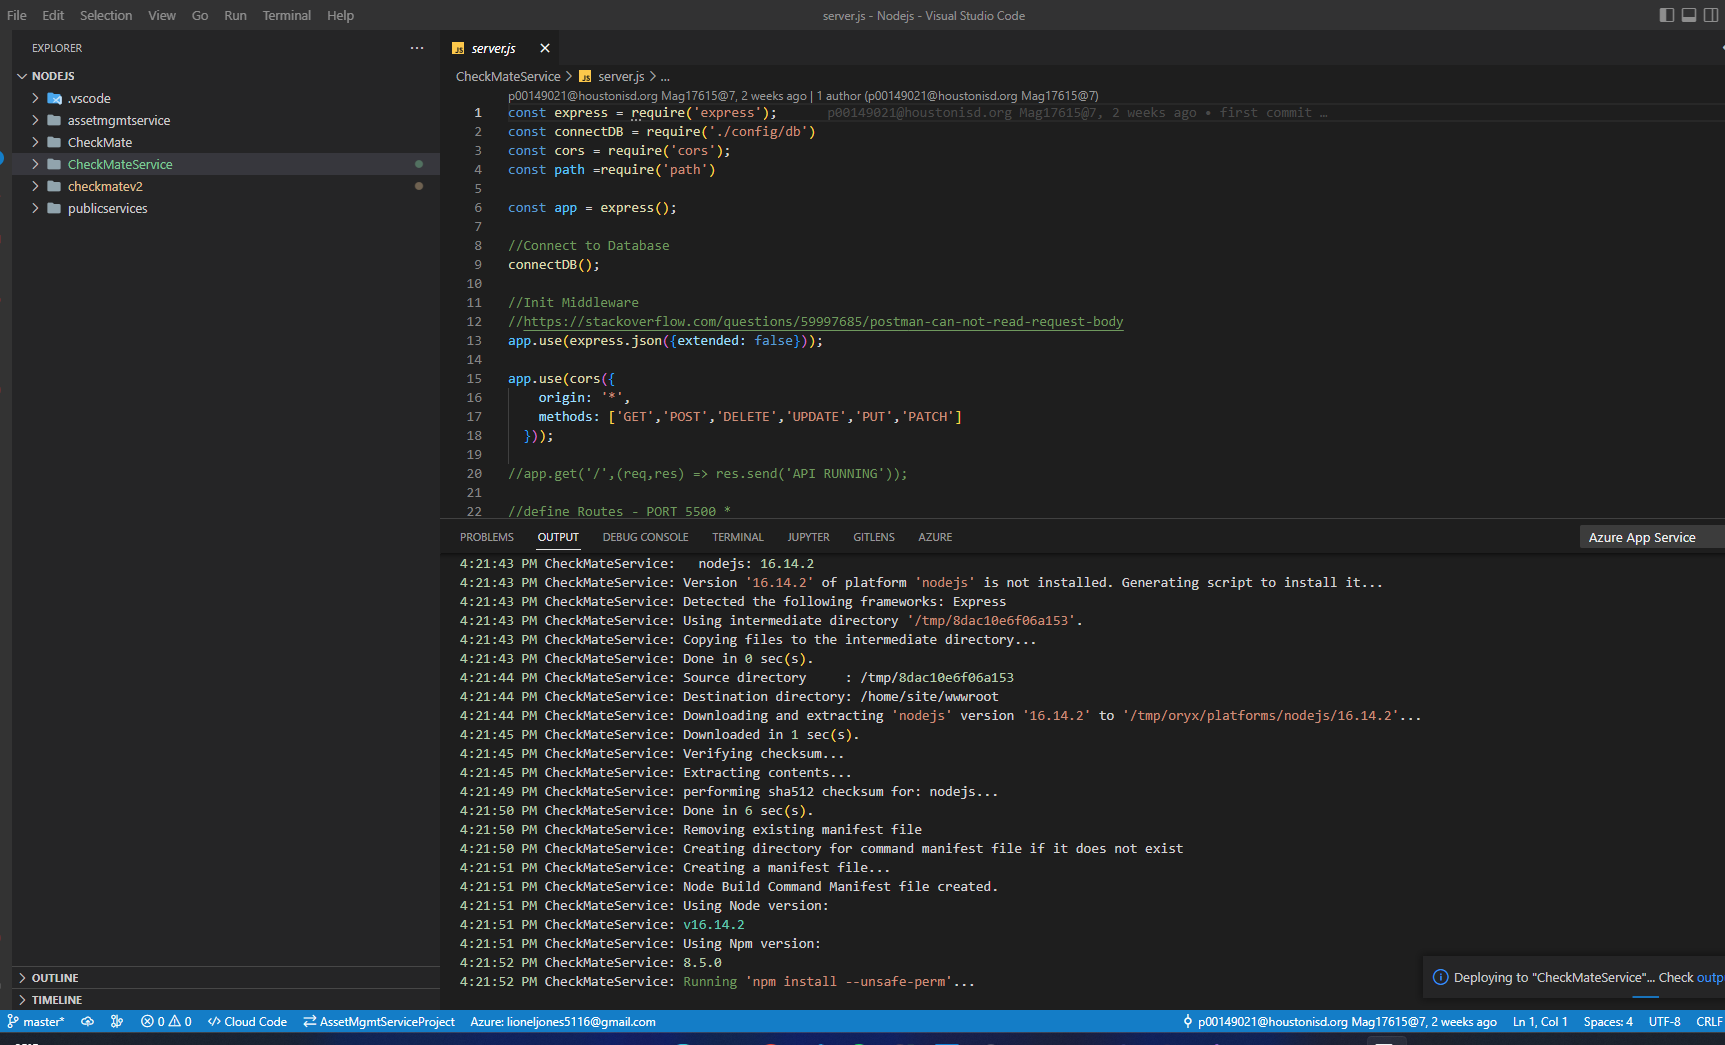 File Edit Selection View Go Run Terminal Help
server.js - Nodejs - Visual Studio Code
EXPLORER
NODEJS
.vscode
assetmgmtservice
CheckMate
CheckMateService
checkmatev2
publicservices
OUTLINE
TIMELINE
JS server.js
CheckMateService > JS server.js > ...
p00149021@houstonisd.org Mag17615@7, 2 weeks ago | 1 author (p00149021@houstonisd.org Mag17615@7)
1 const express = require('express'); p00149021@houstonisd.org Mag17615@7, 2 weeks ago • first commit …
2 const connectDB = require('./config/db')
3 const cors = require('cors');
4 const path =require('path')
5
6 const app = express();
7
8 //Connect to Database
9 connectDB();
10
11 //Init Middleware
12 //https://stackoverflow.com/questions/59997685/postman-can-not-read-request-body
13 app.use(express.json({extended: false}));
14
15 app.use(cors({
16 origin: '*',
17 methods: ['GET','POST','DELETE','UPDATE','PUT','PATCH']
18 }));
19
20 //app.get('/',(req,res) => res.send('API RUNNING'));
21
22 //define Routes - PORT 5500 *
PROBLEMS OUTPUT DEBUG CONSOLE TERMINAL JUPYTER GITLENS AZURE
Azure App Service
4:21:43 PM CheckMateService: nodejs: 16.14.2
4:21:43 PM CheckMateService: Version '16.14.2' of platform 'nodejs' is not installed. Generating script to install it...
4:21:43 PM CheckMateService: Detected the following frameworks: Express
4:21:43 PM CheckMateService: Using intermediate directory '/tmp/8dac10e6f06a153'.
4:21:43 PM CheckMateService: Copying files to the intermediate directory...
4:21:43 PM CheckMateService: Done in 0 sec(s).
4:21:44 PM CheckMateService: Source directory : /tmp/8dac10e6f06a153
4:21:44 PM CheckMateService: Destination directory: /home/site/wwwroot
4:21:44 PM CheckMateService: Downloading and extracting 'nodejs' version '16.14.2' to '/tmp/oryx/platforms/nodejs/16.14.2'...
4:21:45 PM CheckMateService: Downloaded in 1 sec(s).
4:21:45 PM CheckMateService: Verifying checksum...
4:21:45 PM CheckMateService: Extracting contents...
4:21:49 PM CheckMateService: performing sha512 checksum for: nodejs...
4:21:50 PM CheckMateService: Done in 6 sec(s).
4:21:50 PM CheckMateService: Removing existing manifest file
4:21:50 PM CheckMateService: Creating directory for command manifest file if it does not exist
4:21:51 PM CheckMateService: Creating a manifest file...
4:21:51 PM CheckMateService: Node Build Command Manifest file created.
4:21:51 PM CheckMateService: Using Node version:
4:21:51 PM CheckMateService: v16.14.2
4:21:51 PM CheckMateService: Using Npm version:
4:21:52 PM CheckMateService: 8.5.0
4:21:52 PM CheckMateService: Running 'npm install --unsafe-perm'...
Deploying to "CheckMateService"... Check outp
master* 0 0 Cloud Code AssetMgmtServiceProject Azure: lioneljones5116@gmail.com
p00149021@houstonisd.org Mag17615@7, 2 weeks ago Ln 1, Col 1 Spaces: 4 UTF-8 CRLF